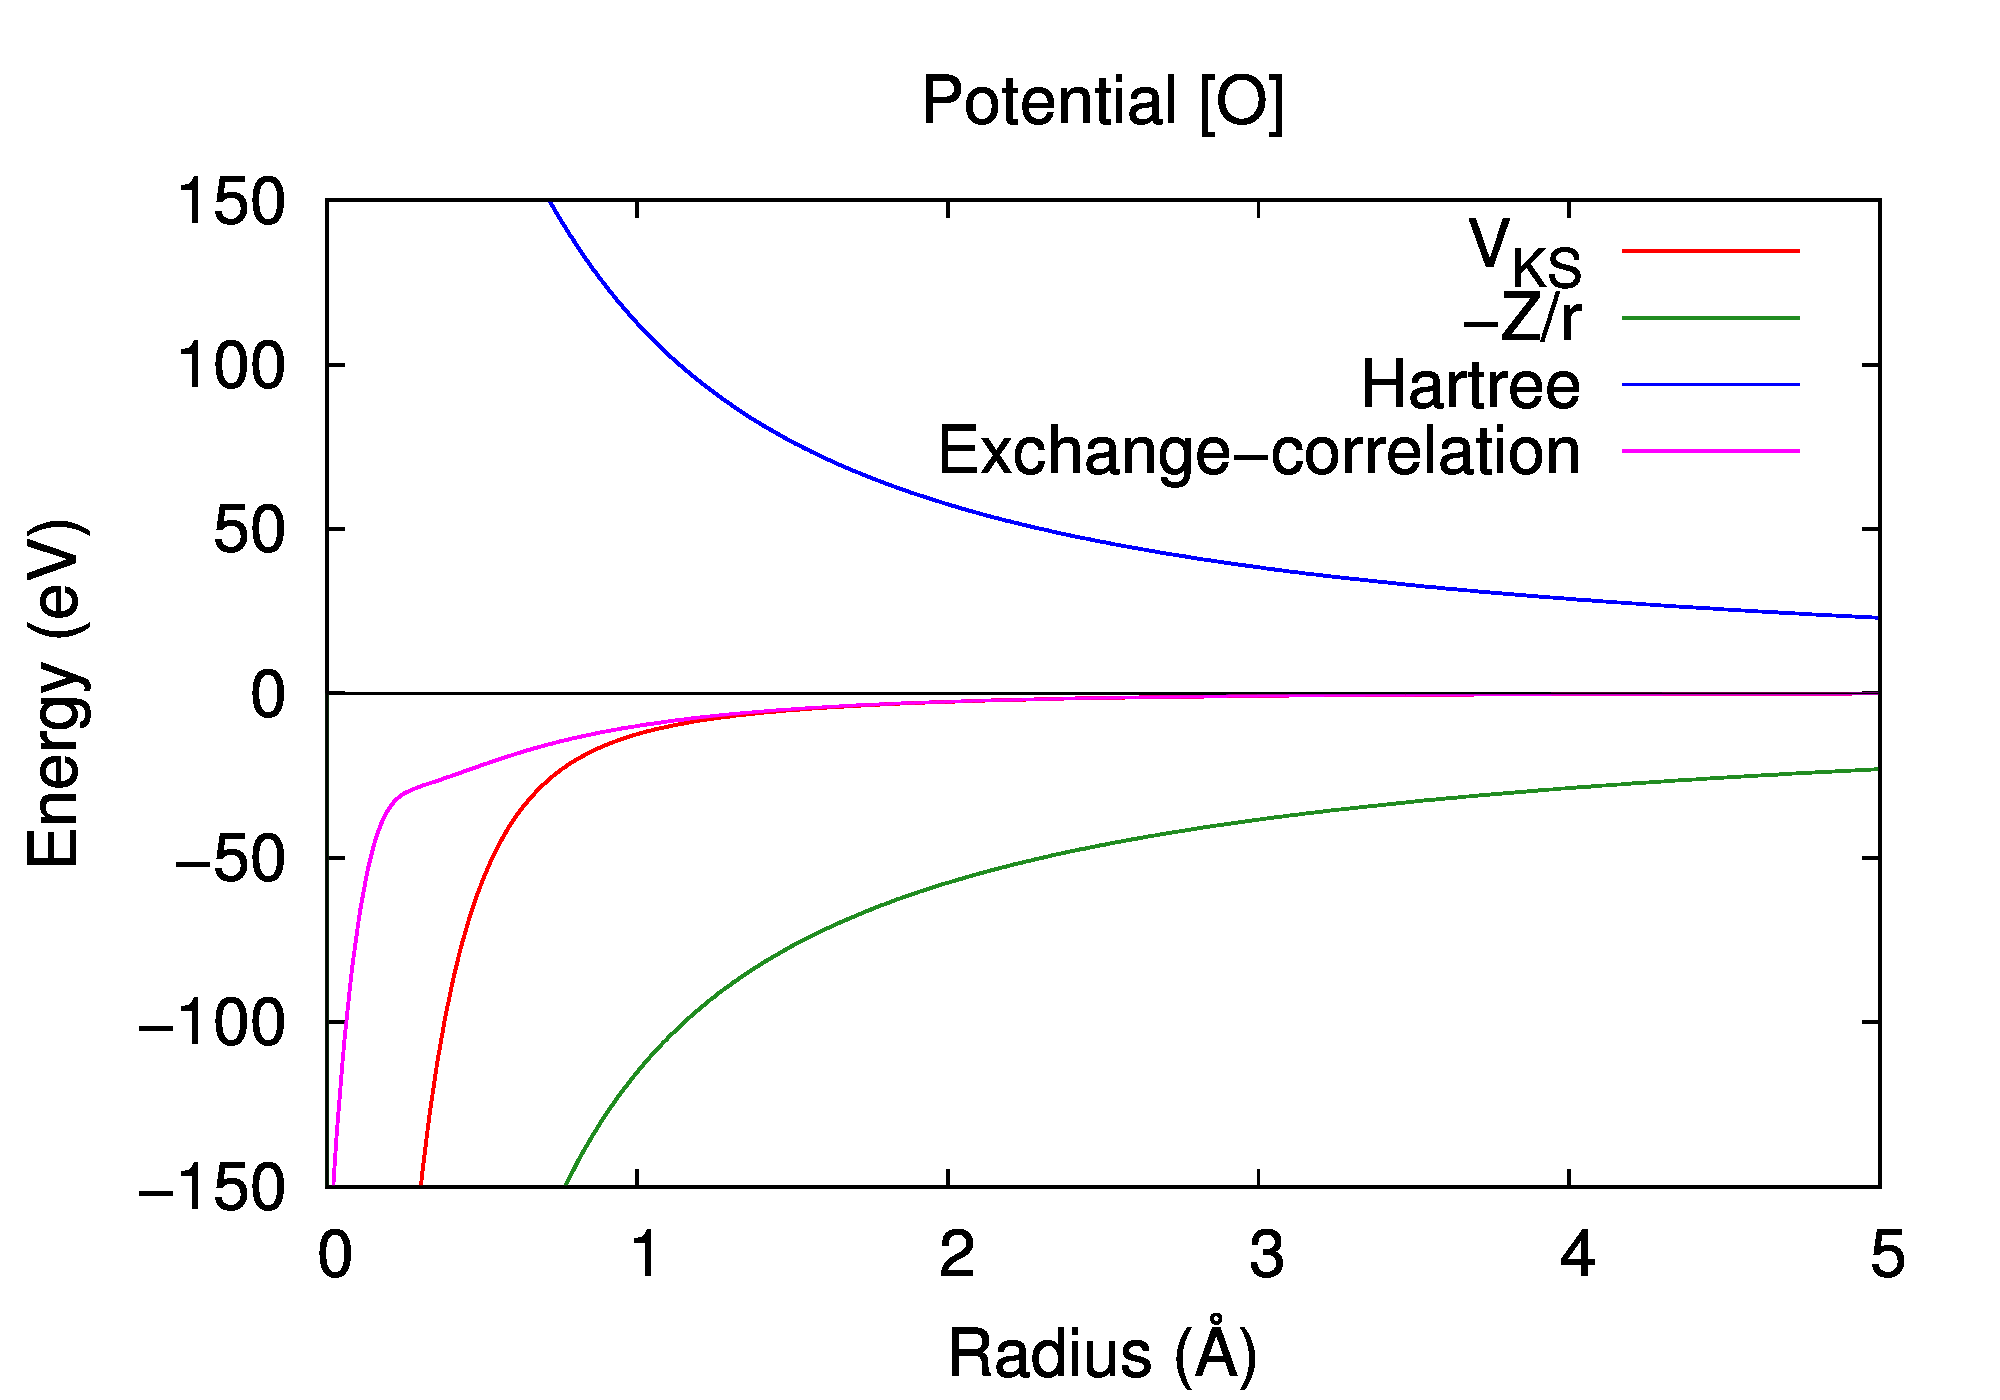 Potential [O]
150
100
50
0
−50
−100
−150
Energy (eV)
V_KS
−Z/r
Hartree
Exchange−correlation
0 1 2 3 4 5
Radius (Å)